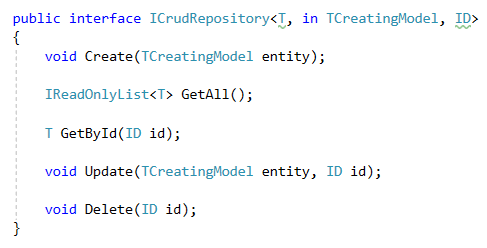 public interface ICrudRepository<T, in TCreatingModel, ID>
{
void Create(TCreatingModel entity);
IReadOnlyList<T> GetAll();
T GetById(ID id);
void Update(TCreatingModel entity, ID id);
void Delete(ID id);
}